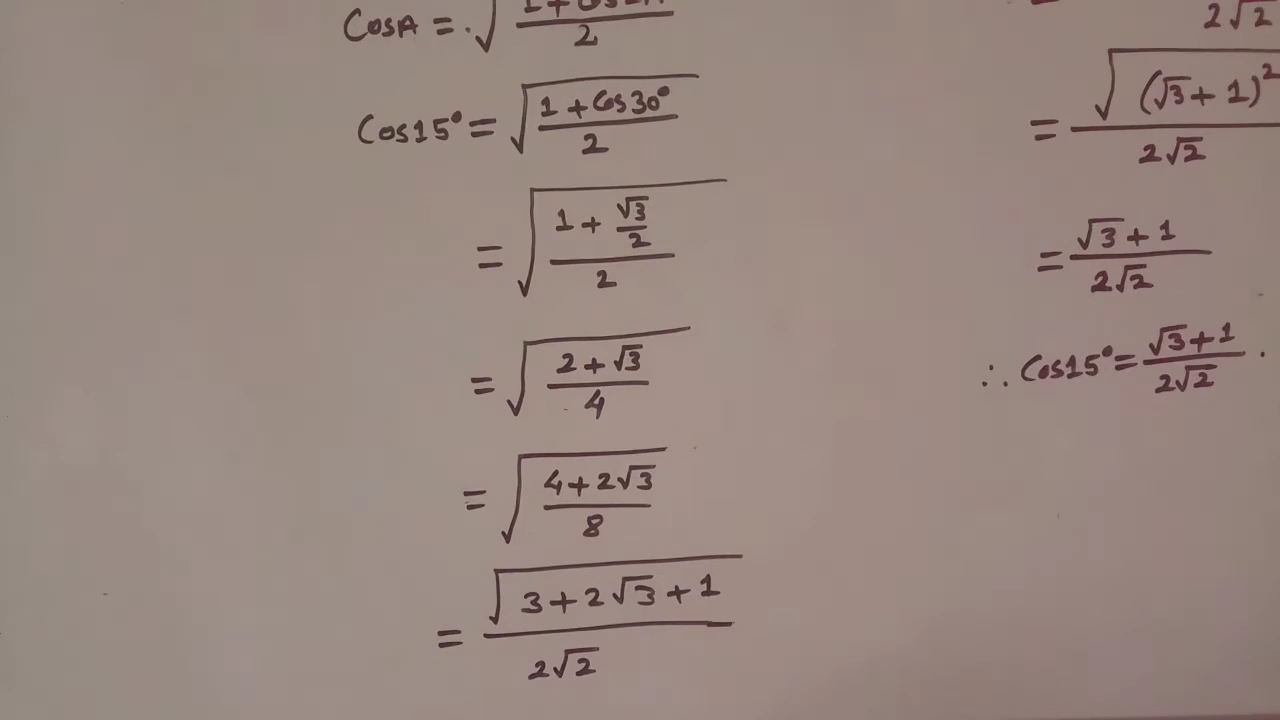 CosA = √((1 + Cos2A)/2)
Cos15° = √((1 + Cos30°)/2)
= √((1 + √3/2)/2)
= √((2 + √3)/4)
= √((4 + 2√3)/8)
= √(3 + 2√3 + 1)/(2√2)
2√2
= √((√3 + 1)²)/(2√2)
= (√3 + 1)/(2√2)
∴ Cos15° = (√3 + 1)/(2√2).